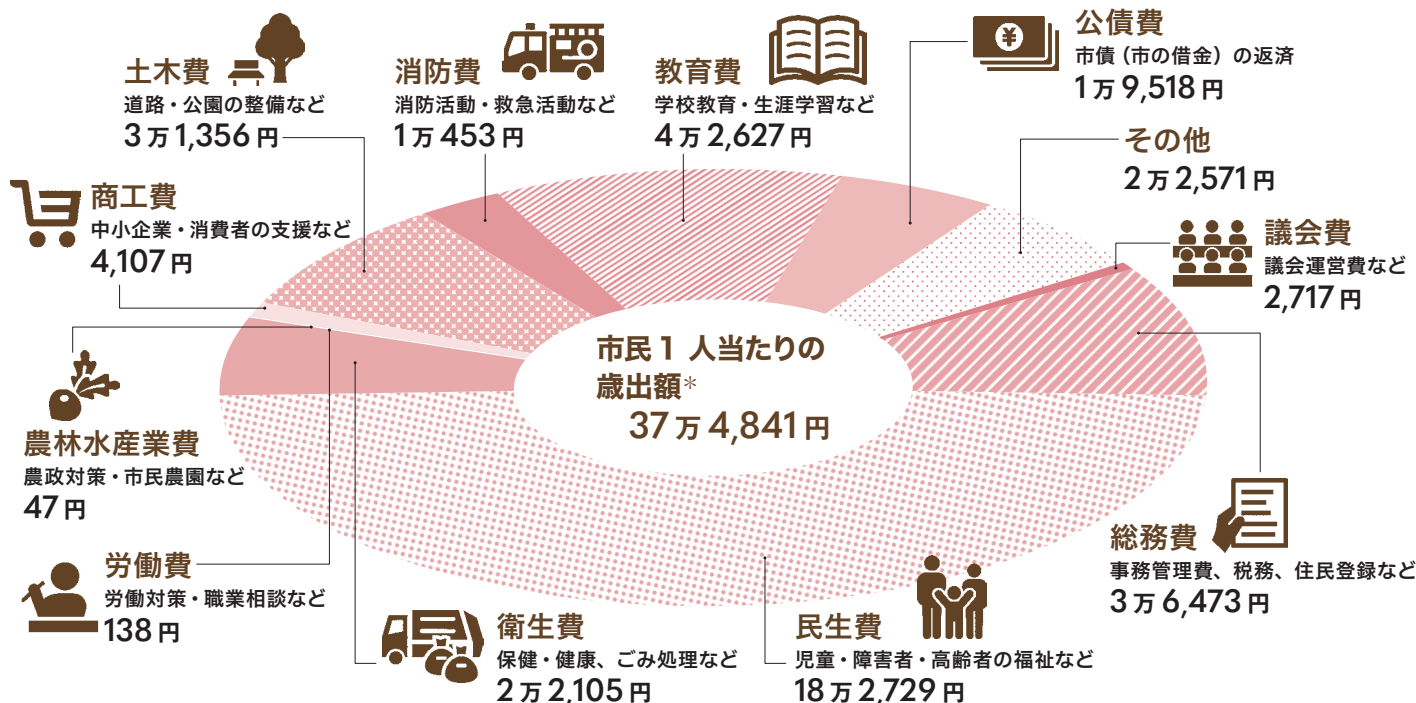 土木費
道路・公園の整備など
3万1,356円
消防費
消防活動・救急活動など
1万453円
教育費
学校教育・生涯学習など
4万2,627円
¥
公債費
市債（市の借金）の返済
1万9,518円
その他
2万2,571円
商工費
中小企業・消費者の支援など
4,107円
議会費
議会運営費など
2,717円
市民1人当たりの
歳出額*
37万4,841円
農林水産業費
農政対策・市民農園など
47円
総務費
事務管理費、税務、住民登録など
3万6,473円
労働費
労働対策・職業相談など
138円
衛生費
保健・健康、ごみ処理など
2万2,105円
民生費
児童・障害者・高齢者の福祉など
18万2,729円